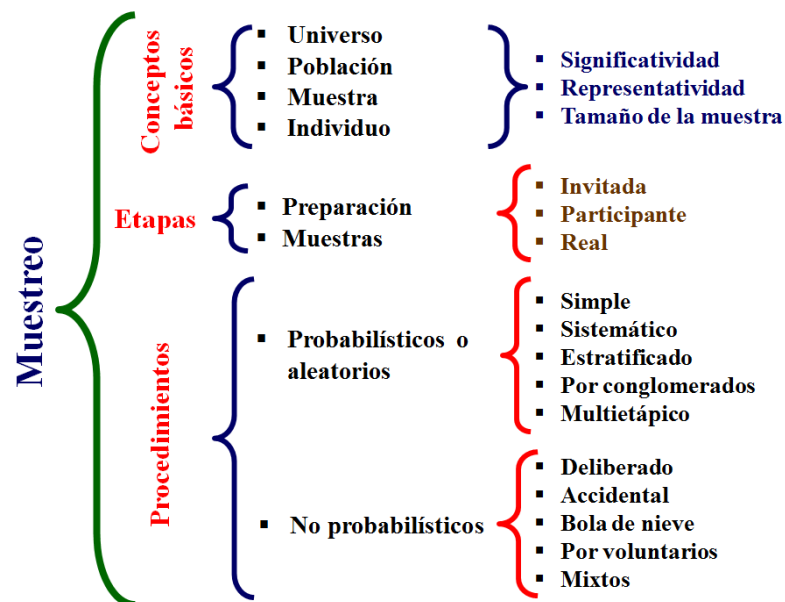 Muestreo
Conceptos
básicos
▪ Universo
▪ Población
▪ Muestra
▪ Individuo
▪ Significatividad
▪ Representatividad
▪ Tamaño de la muestra
Etapas
▪ Preparación
▪ Muestras
▪ Invitada
▪ Participante
▪ Real
Procedimientos
▪ Probabilísticos o
aleatorios
▪ Simple
▪ Sistemático
▪ Estratificado
▪ Por conglomerados
▪ Multietápico
▪ No probabilísticos
▪ Deliberado
▪ Accidental
▪ Bola de nieve
▪ Por voluntarios
▪ Mixtos